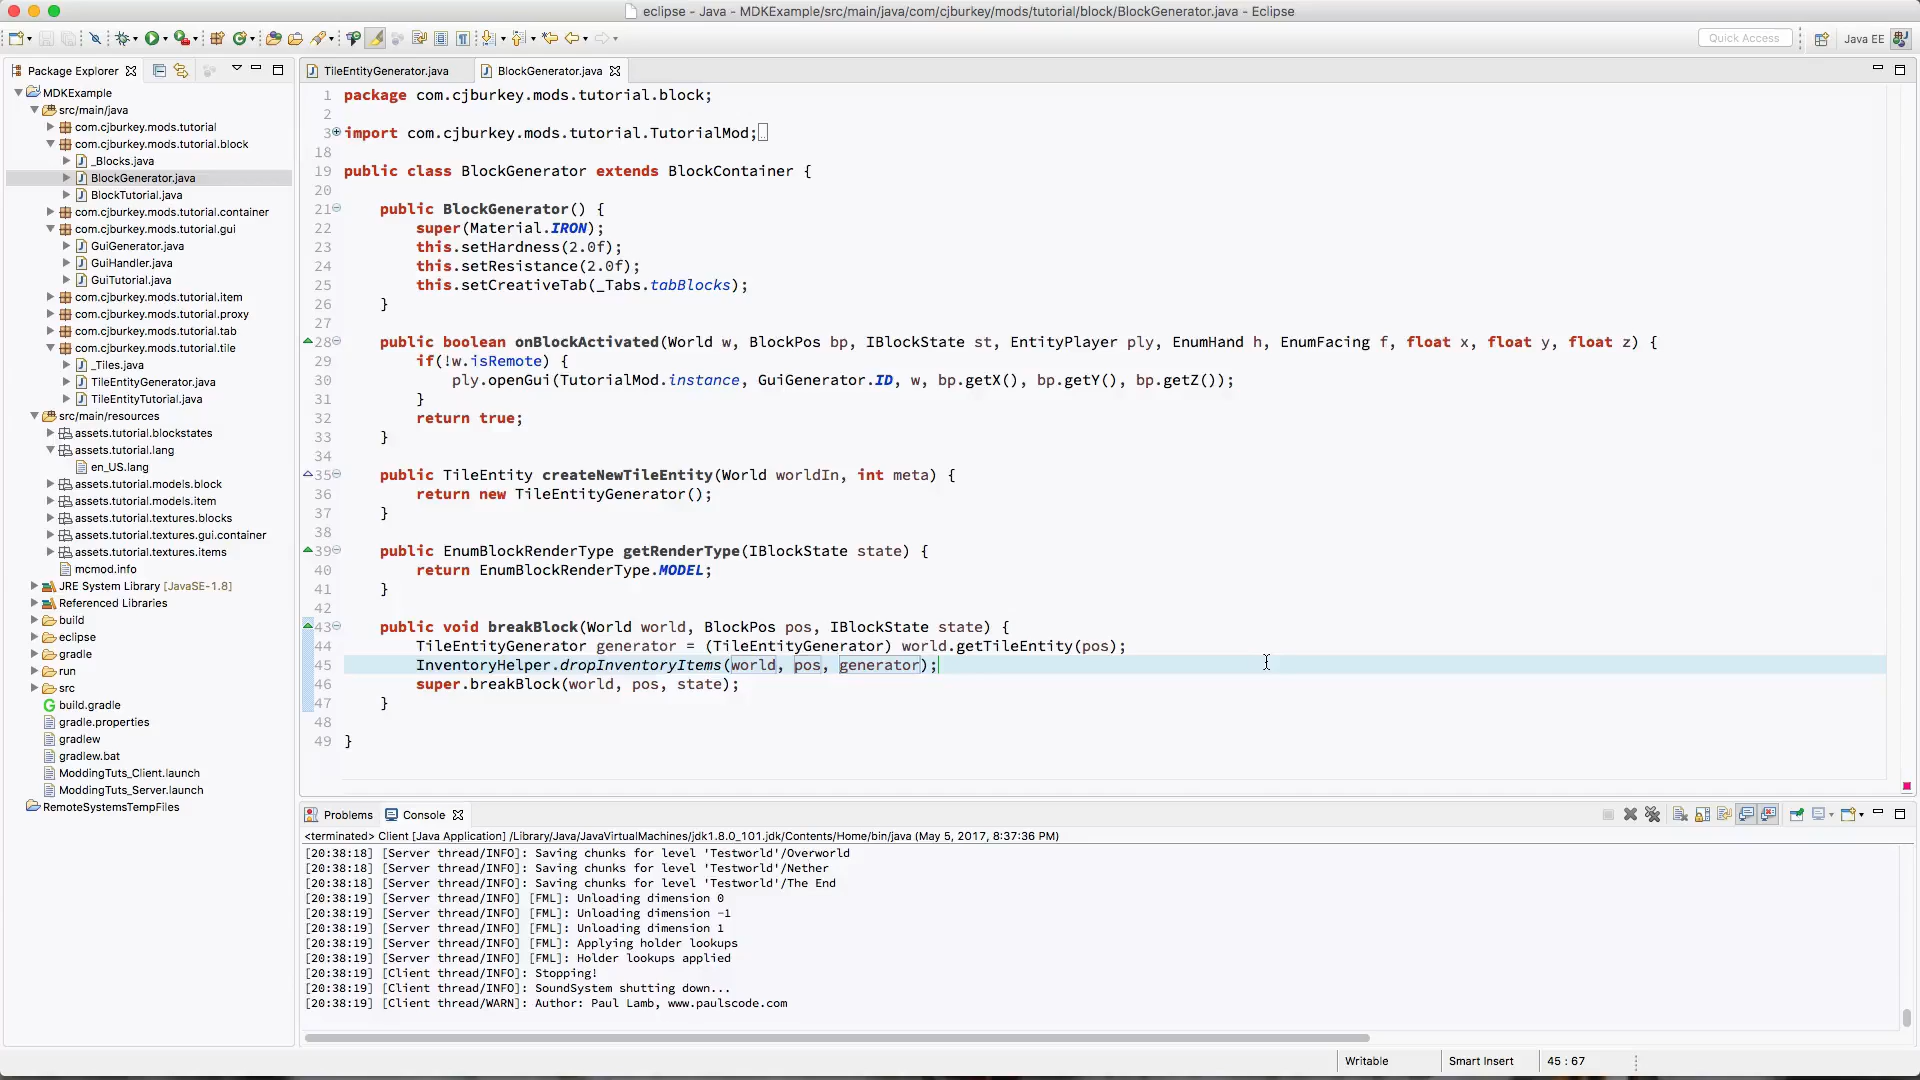 eclipse - Java - MDKExample/src/main/java/com/cjburkey/mods/tutorial/block/BlockGenerator.java - Eclipse
Quick Access
Java EE
Package Explorer
MDKExample
src/main/java
com.cjburkey.mods.tutorial
com.cjburkey.mods.tutorial.block
_Blocks.java
BlockGenerator.java
BlockTutorial.java
com.cjburkey.mods.tutorial.container
com.cjburkey.mods.tutorial.gui
GuiGenerator.java
GuiHandler.java
GuiTutorial.java
com.cjburkey.mods.tutorial.item
com.cjburkey.mods.tutorial.proxy
com.cjburkey.mods.tutorial.tab
com.cjburkey.mods.tutorial.tile
_Tiles.java
TileEntityGenerator.java
TileEntityTutorial.java
src/main/resources
assets.tutorial.blockstates
assets.tutorial.lang
en_US.lang
assets.tutorial.models.block
assets.tutorial.models.item
assets.tutorial.textures.blocks
assets.tutorial.textures.gui.container
assets.tutorial.textures.items
mcmod.info
JRE System Library [JavaSE-1.8]
Referenced Libraries
build
eclipse
gradle
run
src
build.gradle
gradle.properties
gradlew
gradlew.bat
ModdingTuts_Client.launch
ModdingTuts_Server.launch
RemoteSystemsTempFiles
TileEntityGenerator.java
BlockGenerator.java
1 package com.cjburkey.mods.tutorial.block;
2
3 import com.cjburkey.mods.tutorial.TutorialMod;
18
19 public class BlockGenerator extends BlockContainer {
20
21 public BlockGenerator() {
22 super(Material.IRON);
23 this.setHardness(2.0f);
24 this.setResistance(2.0f);
25 this.setCreativeTab(_Tabs.tabBlocks);
26 }
27
28 public boolean onBlockActivated(World w, BlockPos bp, IBlockState st, EntityPlayer ply, EnumHand h, EnumFacing f, float x, float y, float z) {
29 if(!w.isRemote) {
30 ply.openGui(TutorialMod.instance, GuiGenerator.ID, w, bp.getX(), bp.getY(), bp.getZ());
31 }
32 return true;
33 }
34
35 public TileEntity createNewTileEntity(World worldIn, int meta) {
36 return new TileEntityGenerator();
37 }
38
39 public EnumBlockRenderType getRenderType(IBlockState state) {
40 return EnumBlockRenderType.MODEL;
41 }
42
43 public void breakBlock(World world, BlockPos pos, IBlockState state) {
44 TileEntityGenerator generator = (TileEntityGenerator) world.getTileEntity(pos);
45 InventoryHelper.dropInventoryItems(world, pos, generator);
46 super.breakBlock(world, pos, state);
47 }
48
49 }
Problems
Console
<terminated> Client [Java Application] /Library/Java/JavaVirtualMachines/jdk1.8.0_101.jdk/Contents/Home/bin/java (May 5, 2017, 8:37:36 PM)
[20:38:18] [Server thread/INFO]: Saving chunks for level 'Testworld'/Overworld
[20:38:18] [Server thread/INFO]: Saving chunks for level 'Testworld'/Nether
[20:38:18] [Server thread/INFO]: Saving chunks for level 'Testworld'/The End
[20:38:19] [Server thread/INFO] [FML]: Unloading dimension 0
[20:38:19] [Server thread/INFO] [FML]: Unloading dimension -1
[20:38:19] [Server thread/INFO] [FML]: Unloading dimension 1
[20:38:19] [Server thread/INFO] [FML]: Applying holder lookups
[20:38:19] [Server thread/INFO] [FML]: Holder lookups applied
[20:38:19] [Client thread/INFO]: Stopping!
[20:38:19] [Client thread/INFO]: SoundSystem shutting down...
[20:38:19] [Client thread/WARN]: Author: Paul Lamb, www.paulscode.com
Writable
Smart Insert
45 : 67